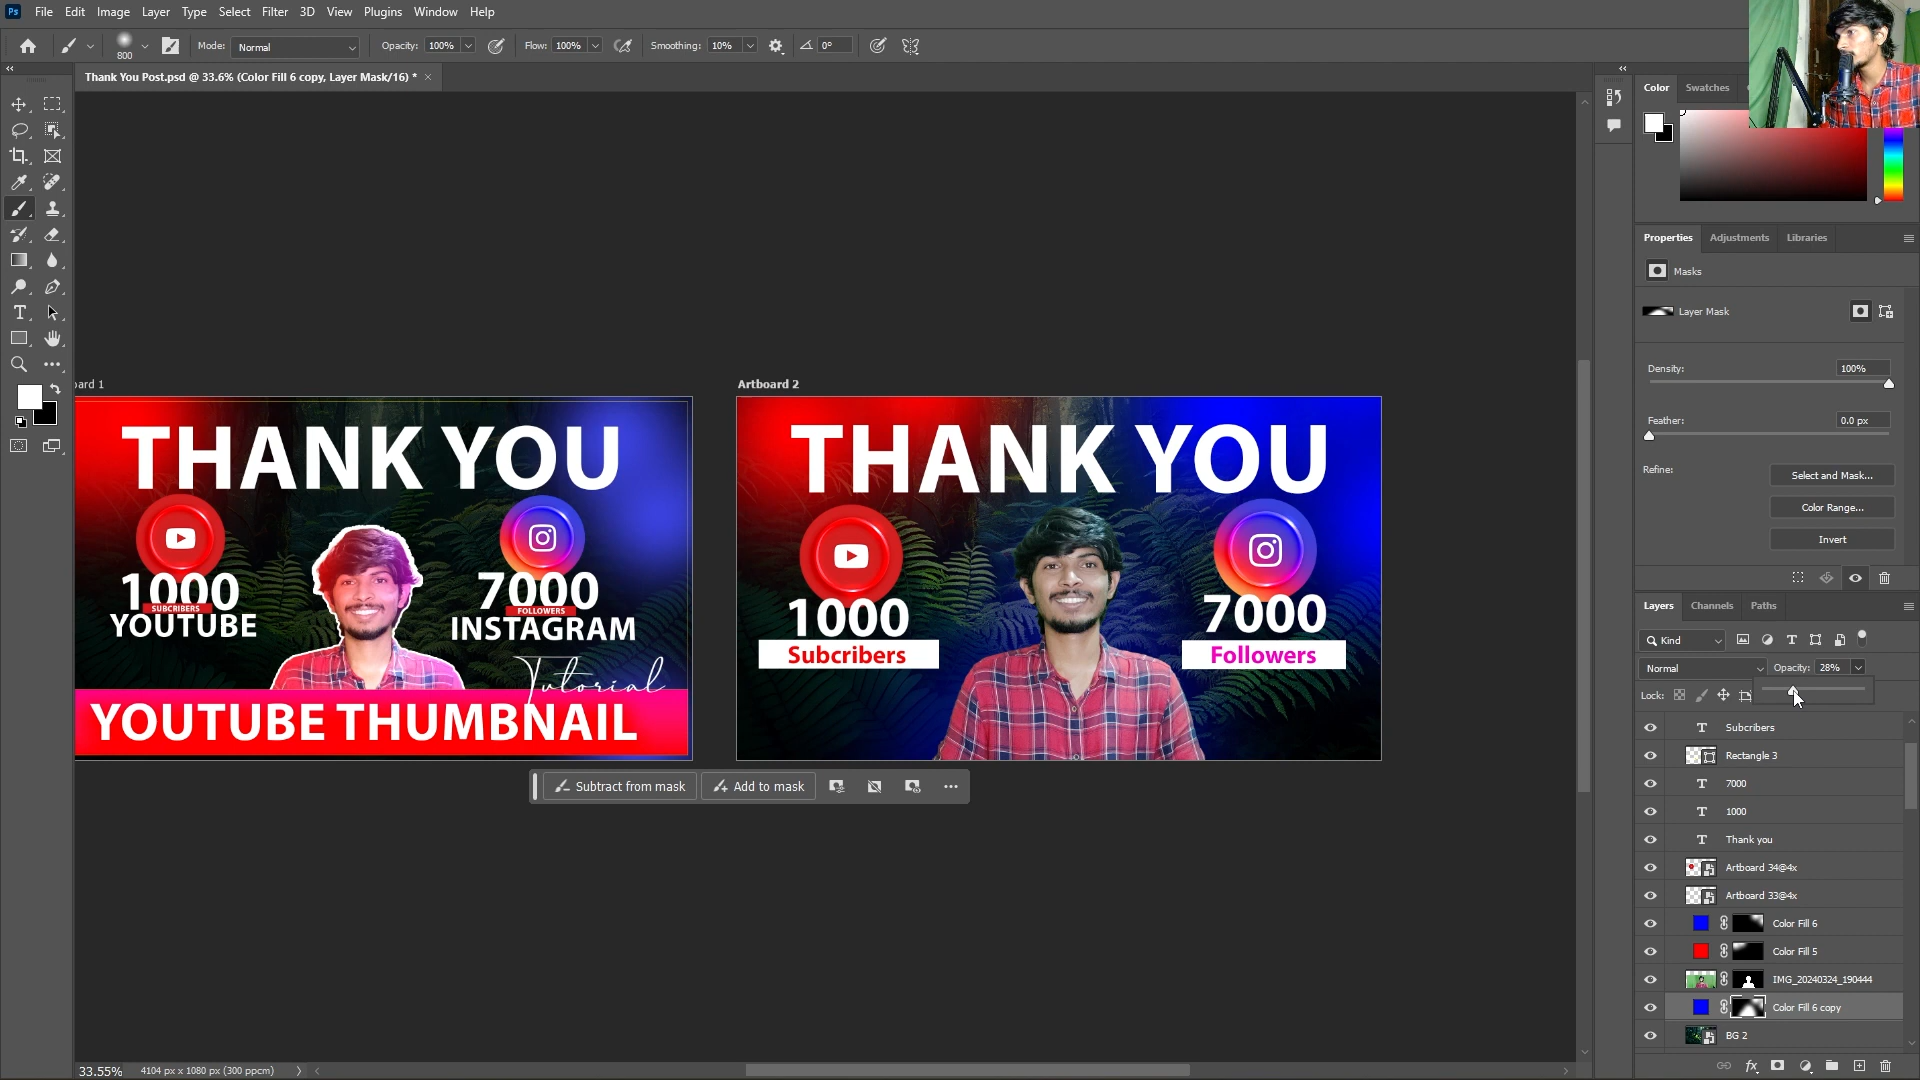 Ps File Edit Image Layer Type Select Filter 3D View Plugins Window Help
800 Mode: Normal Opacity: 100% Flow: 100% Smoothing: 10% 0°
Thank You Post.psd @ 33.6% (Color Fill 6 copy, Layer Mask/16) * ×
Color Swatches
Properties Adjustments Libraries
Masks
Layer Mask
Density: 100%
Feather: 0.0 px
Refine: Select and Mask...
Color Range...
Invert
oard 1
THANK YOU
1000
SUBCRIBERS
YOUTUBE
7000
FOLLOWERS
INSTAGRAM
Tutorial
YOUTUBE THUMBNAIL
Artboard 2
THANK YOU
1000
Subcribers
7000
Followers
Subtract from mask Add to mask
Layers Channels Paths
Kind
Normal Opacity: 28%
Lock:
Subcribers
Rectangle 3
7000
1000
Thank you
Artboard 34@4x
Artboard 33@4x
Color Fill 6
Color Fill 5
IMG_20240324_190444
Color Fill 6 copy
BG 2
33.55% 4104 px x 1080 px (300 ppcm)